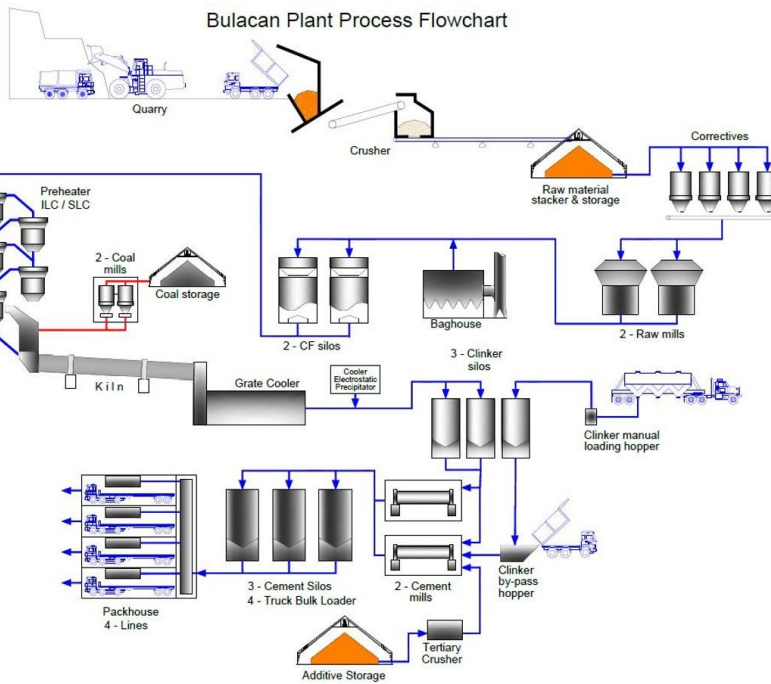 Bulacan Plant Process Flowchart
Quarry
Crusher
Correctives
Raw material
stacker & storage
Preheater
ILC / SLC
2 - Coal
mills
Coal storage
2 - CF silos
Baghouse
2 - Raw mills
Kiln
Grate Cooler
Cooler
Electrostatic
Precipitator
3 - Clinker
silos
Clinker manual
loading hopper
Packhouse
4 - Lines
3 - Cement Silos
4 - Truck Bulk Loader
2 - Cement
mills
Clinker
by-pass
hopper
Additive Storage
Tertiary
Crusher